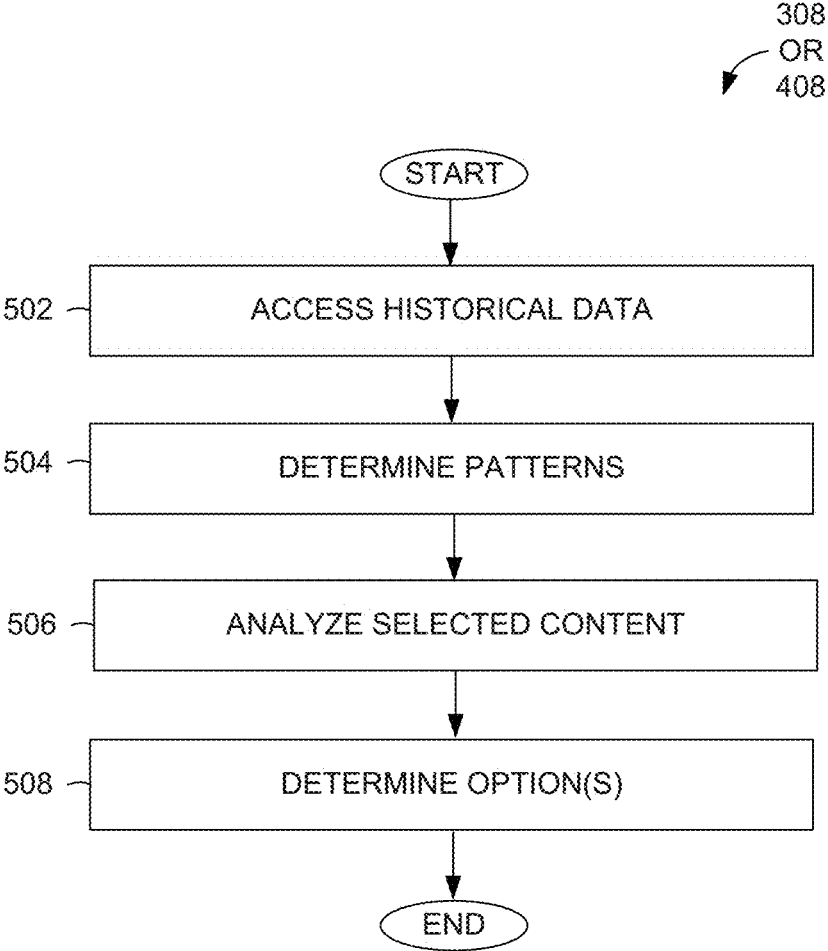 308
OR
408
START
502
ACCESS HISTORICAL DATA
504
DETERMINE PATTERNS
506
ANALYZE SELECTED CONTENT
508
DETERMINE OPTION(S)
END